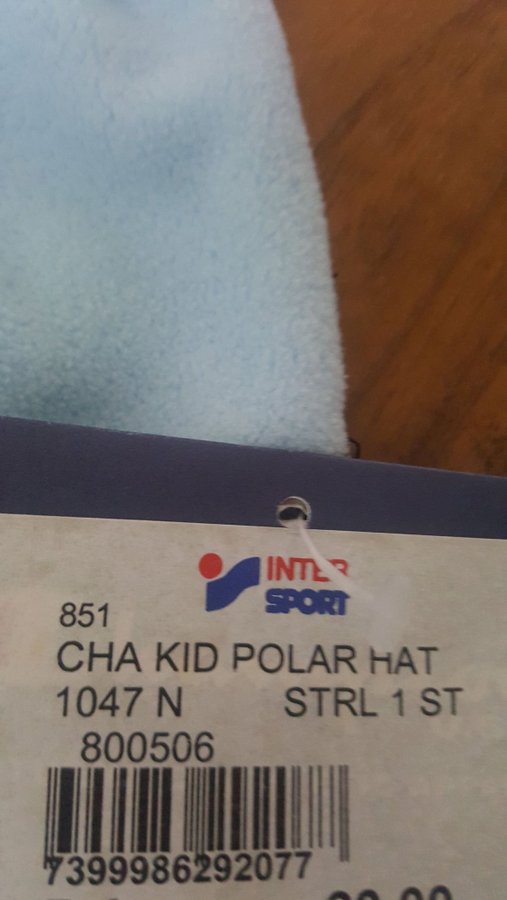 INTER
SPORT
851
CHA KID POLAR HAT
1047 N STRL 1 ST
800506
7399986292077